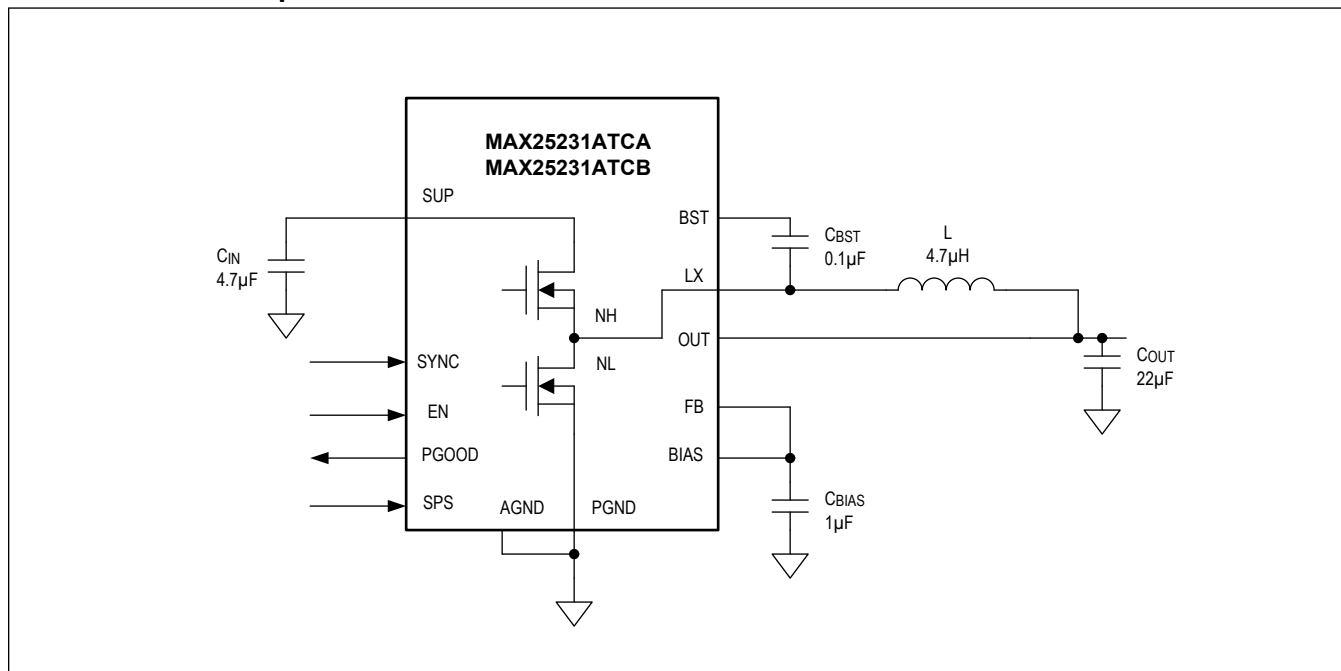 MAX25231ATCA
MAX25231ATCB
SUP
BST
CIN
4.7µF
CBST
0.1µF
L
4.7µH
LX
NH
OUT
NL
SYNC
COUT
22µF
EN
FB
PGOOD
BIAS
SPS
AGND
PGND
CBIAS
1µF